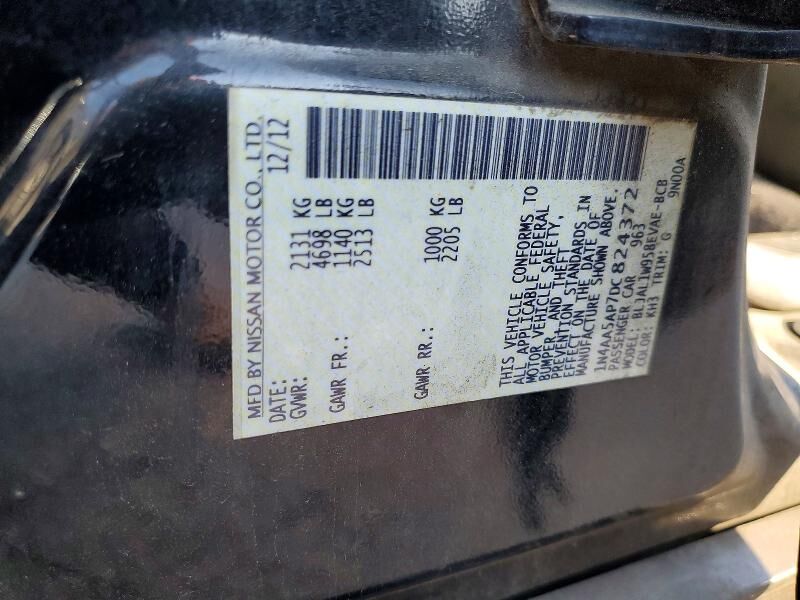 MFD BY NISSAN MOTOR CO., LTD.
DATE: 12/12
GVWR: 2131 KG
4698 LB
GAWR FR.: 1140 KG
2513 LB
GAWR RR.: 1000 KG
2205 LB
THIS VEHICLE CONFORMS TO
ALL APPLICABLE FEDERAL
MOTOR VEHICLE SAFETY,
BUMPER AND THEFT
PREVENTION STANDARDS IN
EFFECT ON THE DATE OF
MANUFACTURE SHOWN ABOVE.
1N4AA5AP7DC824372
PASSENGER CAR 963
MODEL: BLJALJW958EVAE-BCB
COLOR: KH3 TRIM: G 9N00A